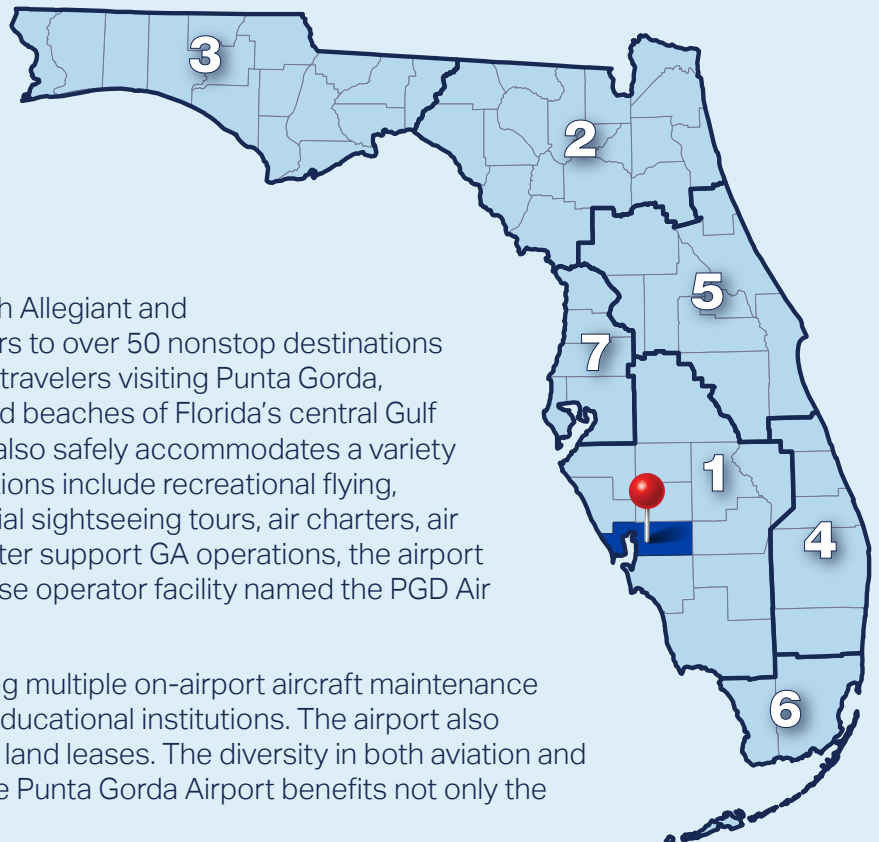 3
2
5
7
1
4
6
h Allegiant and
rs to over 50 nonstop destinations
travelers visiting Punta Gorda,
d beaches of Florida’s central Gulf
also safely accommodates a variety
tions include recreational flying,
ial sightseeing tours, air charters, air
ter support GA operations, the airport
se operator facility named the PGD Air
g multiple on-airport aircraft maintenance
educational institutions. The airport also
land leases. The diversity in both aviation and
e Punta Gorda Airport benefits not only the